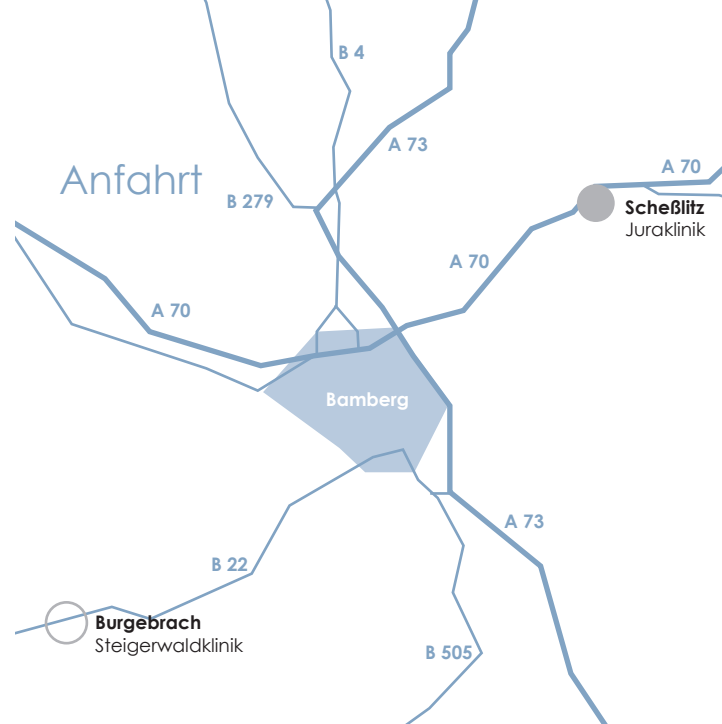 B 4
A 73
A 70
Anfahrt
B 279
Scheßlitz
Juraklinik
A 70
A 70
Bamberg
A 73
B 22
Burgebrach
Steigerwaldklinik
B 505